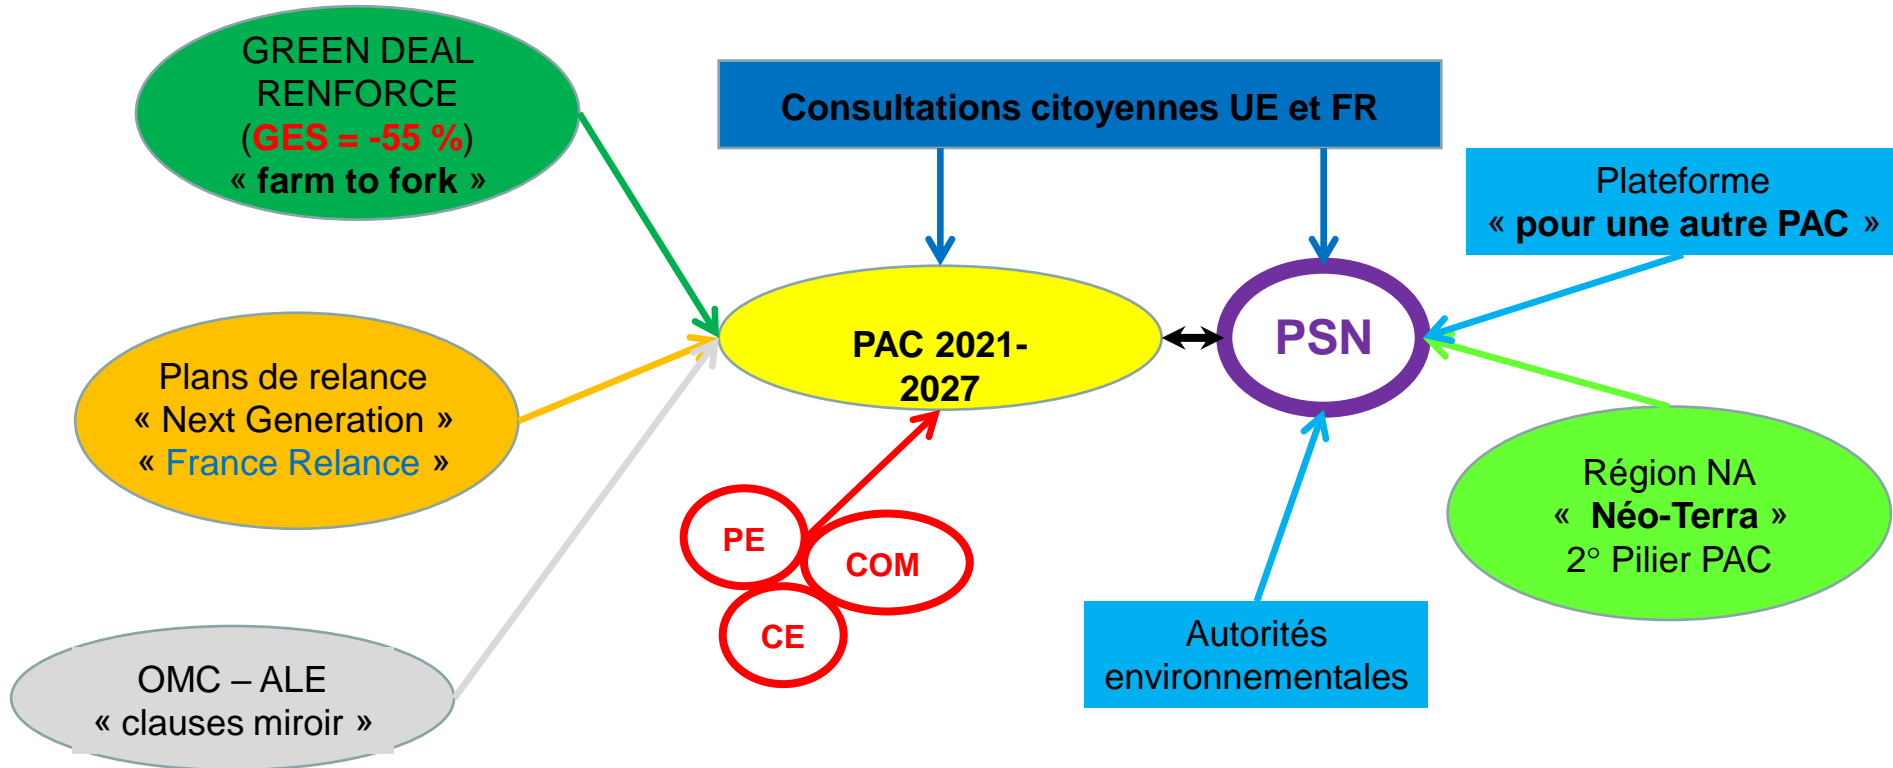 GREEN DEAL
RENFORCE
(GES = -55 %)
« farm to fork »
Consultations citoyennes UE et FR
Plateforme
« pour une autre PAC »
Plans de relance
« Next Generation »
« France Relance »
PAC 2021-
2027
PSN
Région NA
« Néo-Terra »
2° Pilier PAC
PE
COM
CE
Autorités
environnementales
OMC – ALE
« clauses miroir »